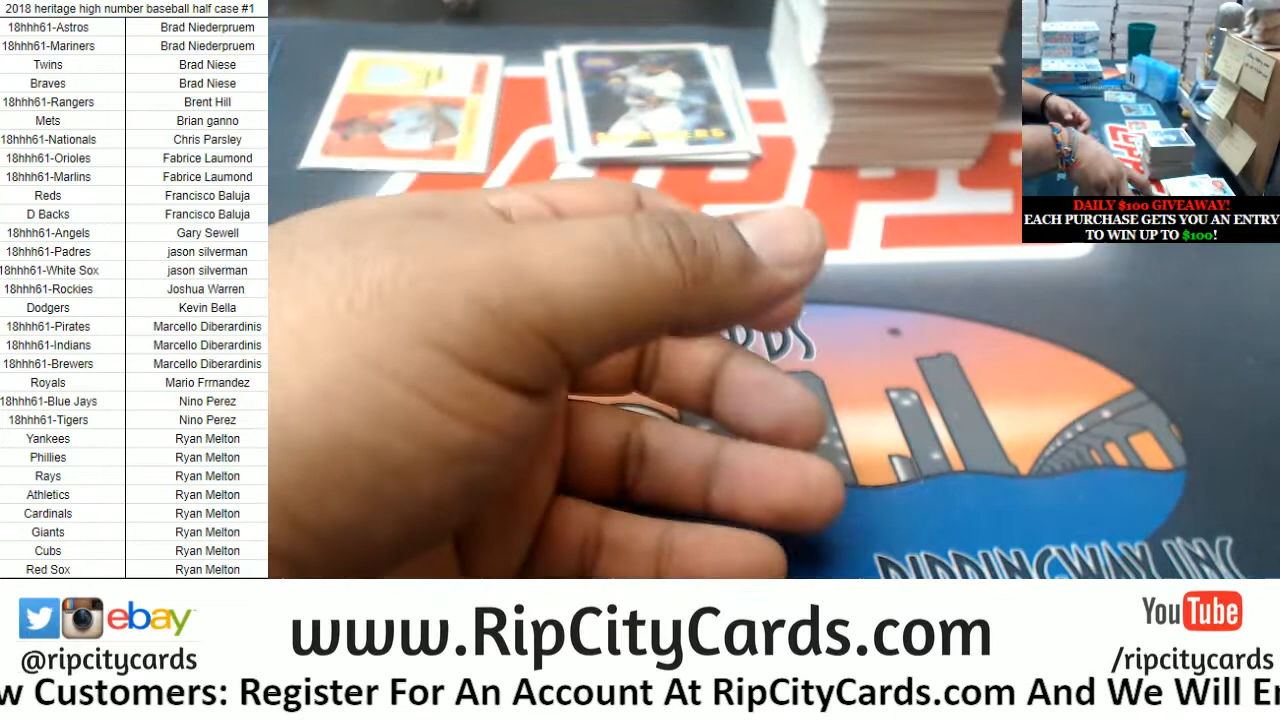 2018 heritage high number baseball half case #1
18hhh61-Astros Brad Niederpruem
18hhh61-Mariners Brad Niederpruem
Twins Brad Niese
Braves Brad Niese
18hhh61-Rangers Brent Hill
Mets Brian ganno
18hhh61-Nationals Chris Parsley
18hhh61-Orioles Fabrice Laumond
18hhh61-Marlins Fabrice Laumond
Reds Francisco Baluja
D Backs Francisco Baluja
18hhh61-Angels Gary Sewell
18hhh61-Padres jason silverman
18hhh61-White Sox jason silverman
18hhh61-Rockies Joshua Warren
Dodgers Kevin Bella
18hhh61-Pirates Marcello Diberardinis
18hhh61-Indians Marcello Diberardinis
18hhh61-Brewers Marcello Diberardinis
Royals Mario Frrnandez
18hhh61-Blue Jays Nino Perez
18hhh61-Tigers Nino Perez
Yankees Ryan Melton
Phillies Ryan Melton
Rays Ryan Melton
Athletics Ryan Melton
Cardinals Ryan Melton
Giants Ryan Melton
Cubs Ryan Melton
Red Sox Ryan Melton
DAILY $100 GIVEAWAY!
EACH PURCHASE GETS YOU AN ENTRY
TO WIN UP TO $100!
RIPPINGWAY, INC
ebay
@ripcitycards
www.RipCityCards.com
YouTube
/ripcitycards
w Customers: Register For An Account At RipCityCards.com And We Will En